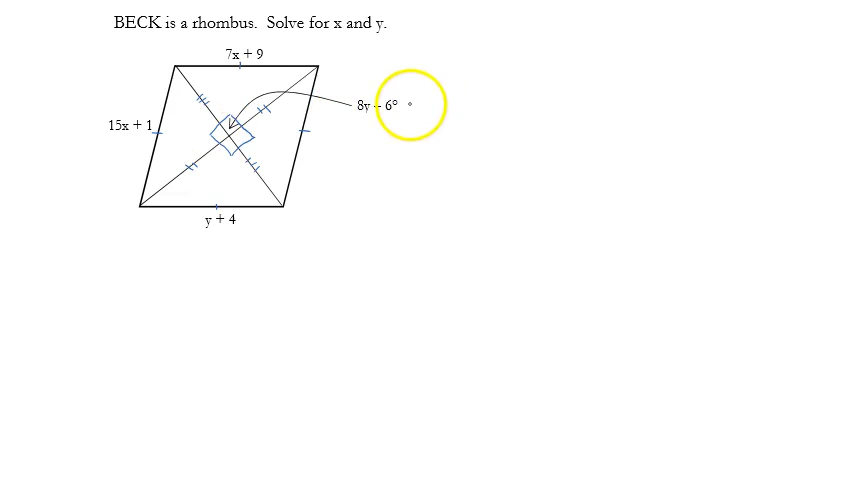 BECK is a rhombus. Solve for x and y.
7x + 9
8y – 6°
15x + 1
y + 4